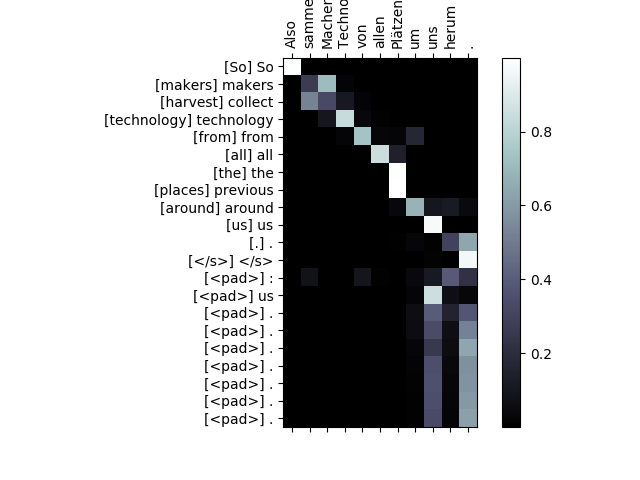 Also
samme
Macher
Techno
von
allen
Plätzen
um
uns
herum
.
[So] So
[makers] makers
[harvest] collect
[technology] technology
[from] from
[all] all
[the] the
[places] previous
[around] around
[us] us
[.] .
[</s>] </s>
[<pad>] :
[<pad>] us
[<pad>] .
[<pad>] .
[<pad>] .
[<pad>] .
[<pad>] .
[<pad>] .
[<pad>] .
0.8
0.6
0.4
0.2